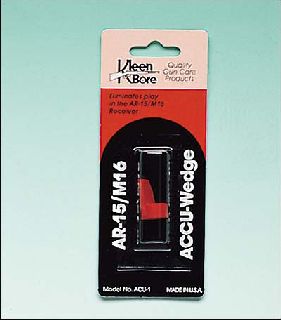 Kleen
Bore
Quality
Gun Care
Products
Eliminates play
in the AR-15/M16
Receiver
AR-15/M16
ACCU-Wedge
Model No. ACU-1
MADE IN U.S.A.